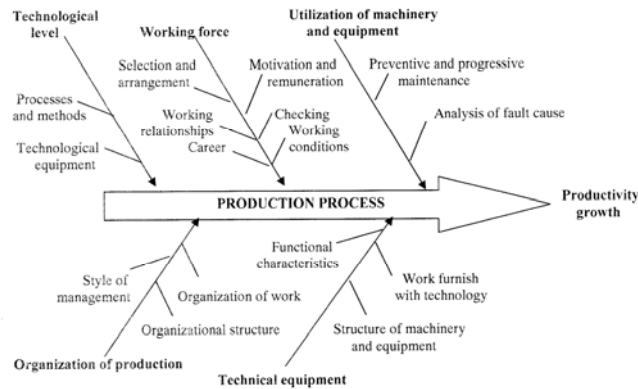 Technological
level
Working force
Utilization of machinery
and equipment
Selection and
arrangement
Motivation and
remuneration
Preventive and progressive
maintenance
Processes
and methods
Working
relationships
Checking
Analysis of fault cause
Career
Working
conditions
Technological
equipment
PRODUCTION PROCESS
Productivity
growth
Functional
characteristics
Style of
management
Organization of work
Work furnish
with technology
Organizational structure
Structure of machinery
and equipment
Organization of production
Technical equipment